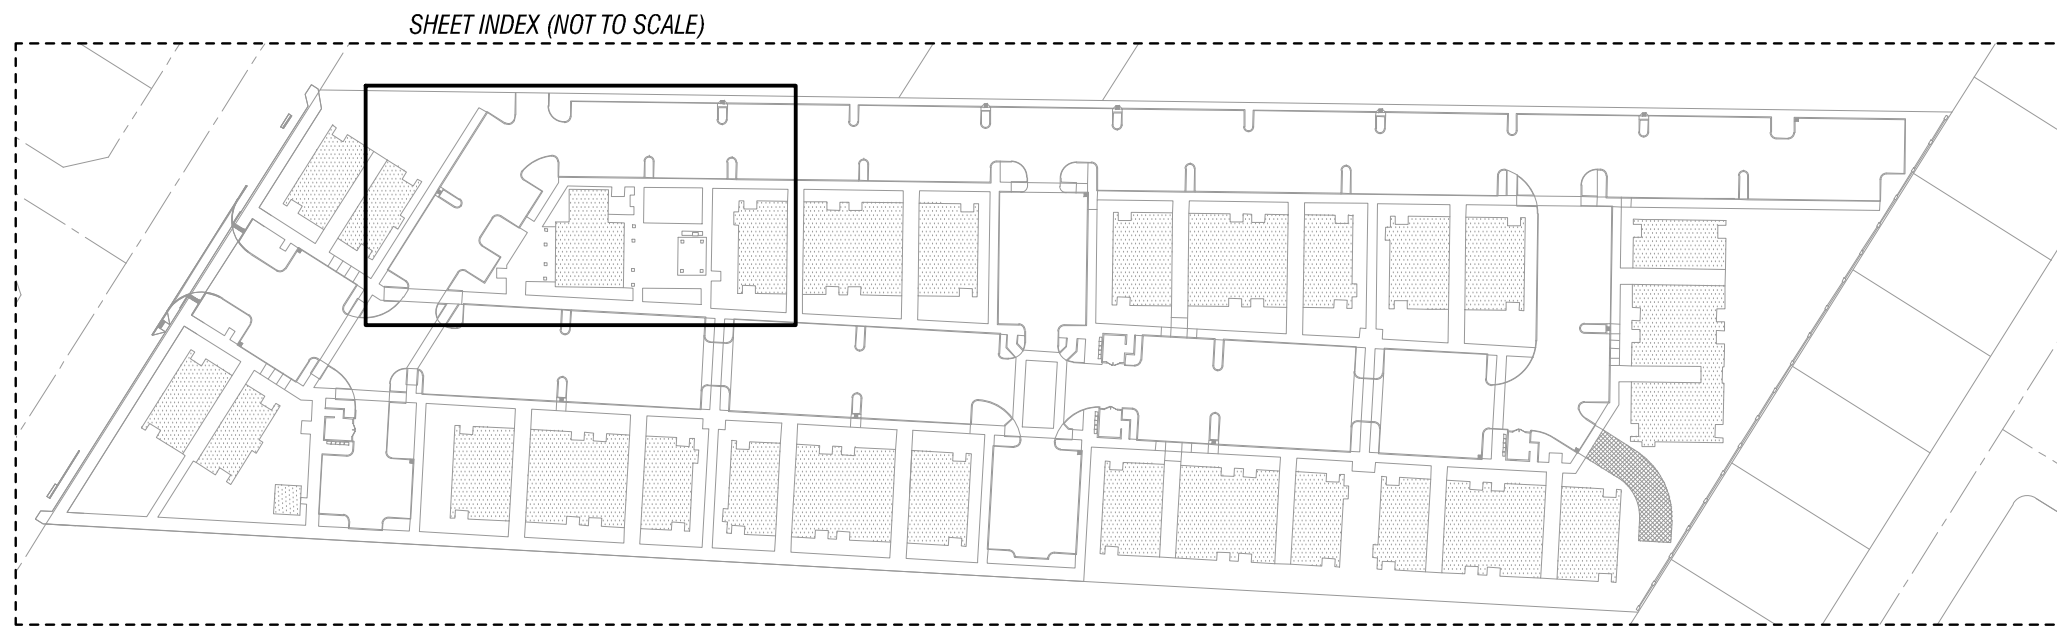 SHEET INDEX (NOT TO SCALE)